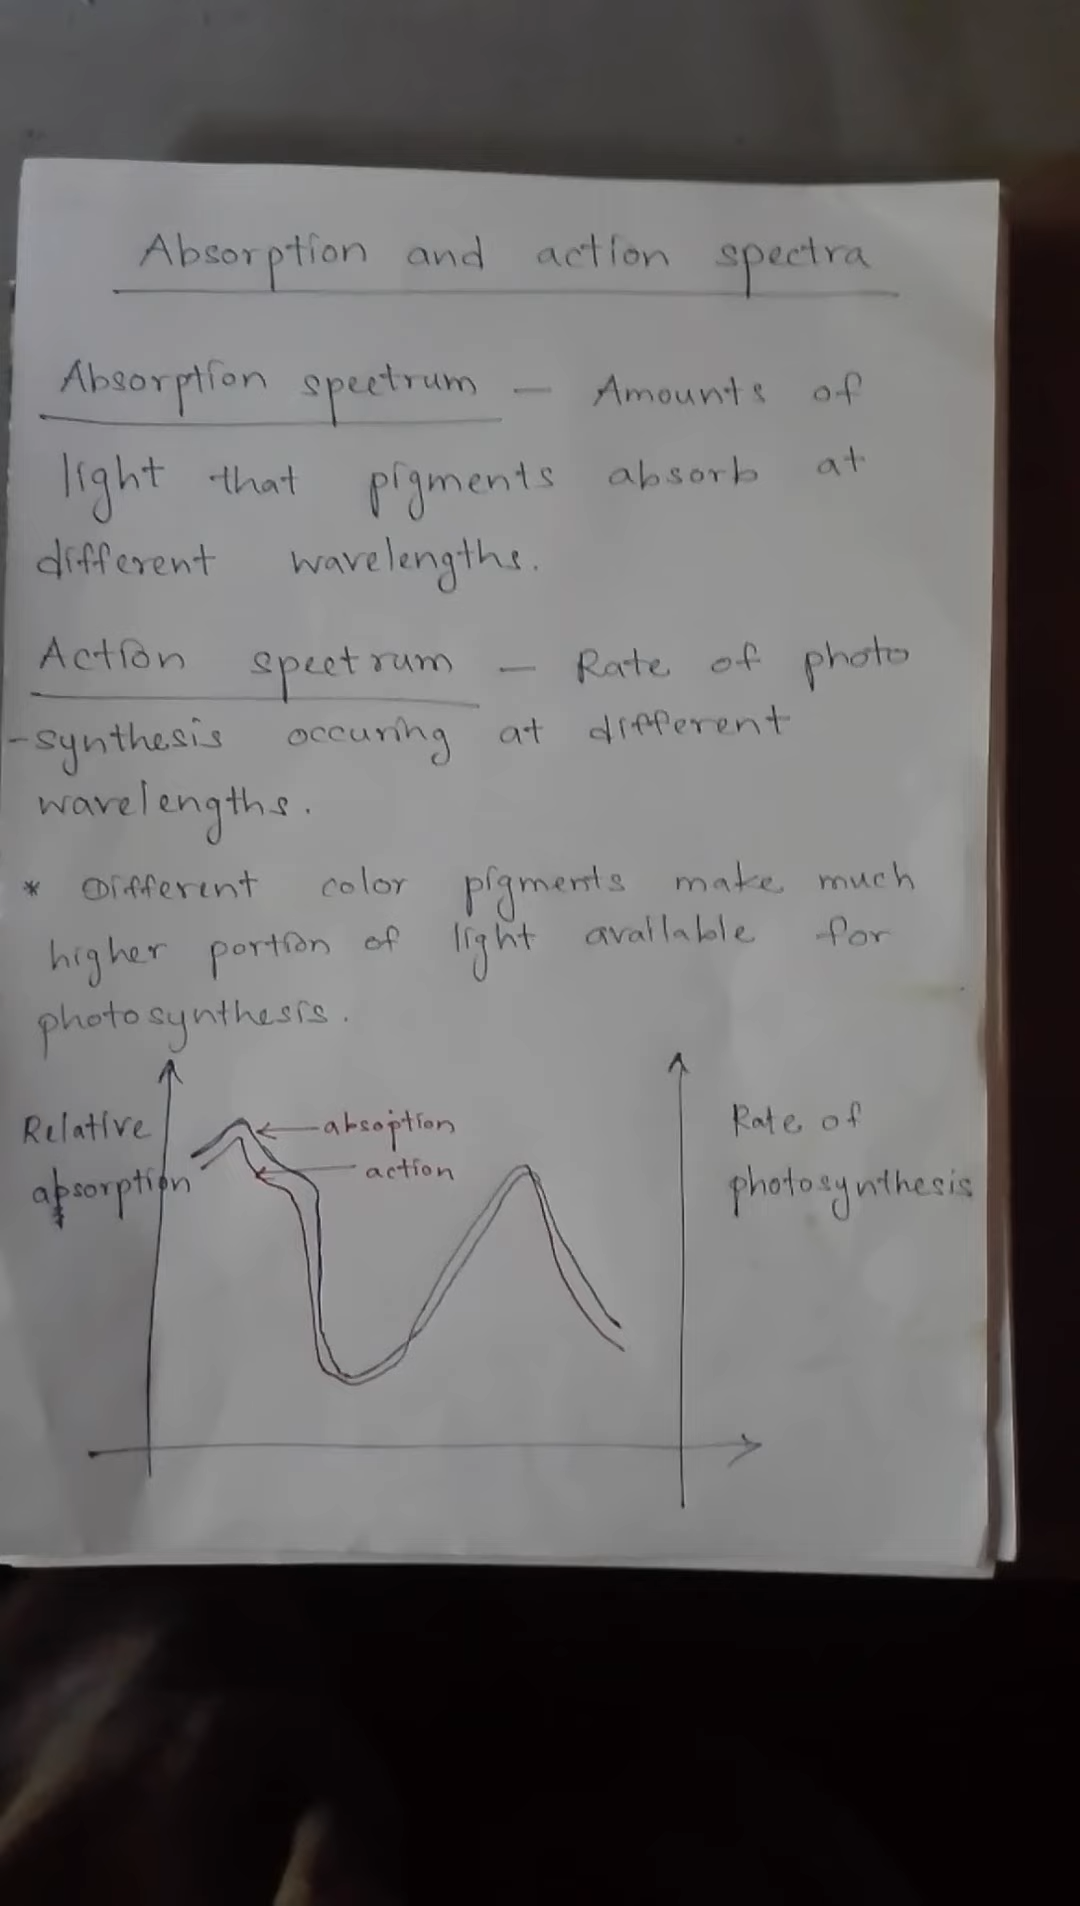 Absorption and action spectra
Absorption spectrum - Amounts of
light that pigments absorb at
different wavelengths.
Action spectrum - Rate of photo
-synthesis occuring at different
wavelengths.
* Different color pigments make much
higher portion of light available for
photosynthesis.
Relative
absorption
absoption
action
Rate of
photosynthesis